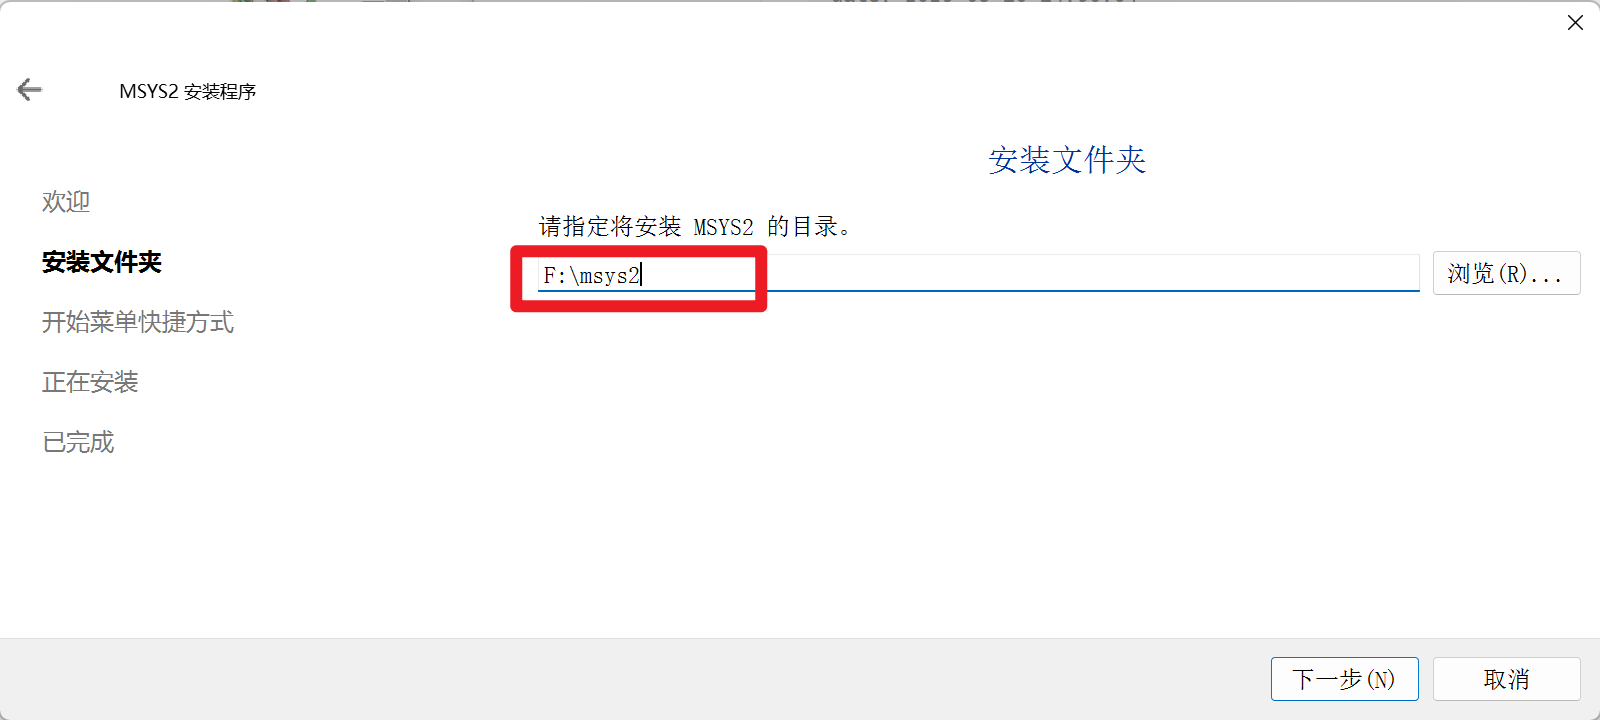 MSYS2 安装程序
安装文件夹
欢迎
安装文件夹
开始菜单快捷方式
正在安装
已完成
请指定将安装 MSYS2 的目录。
F:\msys2
浏览(R)...
下一步(N)
取消